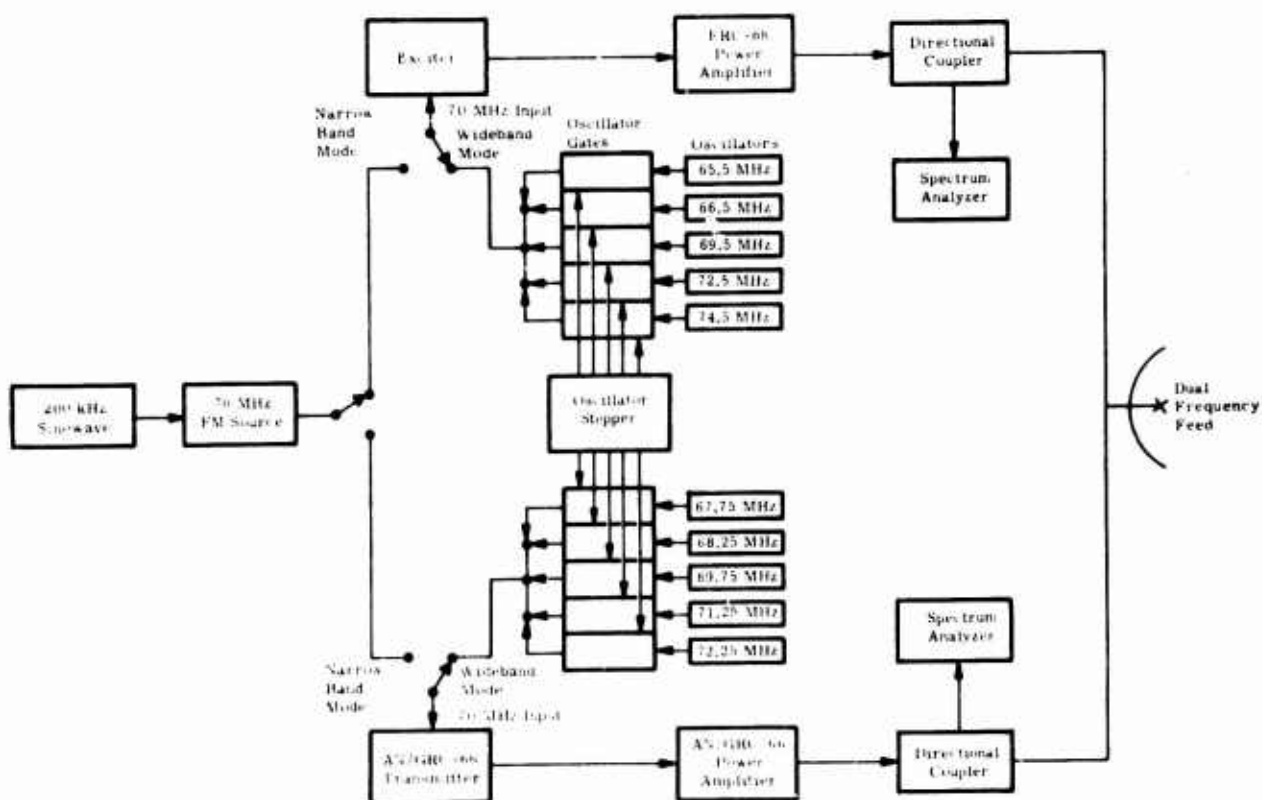 Exciter
Power
Amplifier
Directional
Coupler
Narrow
Band
Mode
70 MHz Input
Wideband
Mode
Oscillator
Gates
Oscillators
65,5 MHz
66,5 MHz
69,5 MHz
72,5 MHz
74,5 MHz
Spectrum
Analyzer
200 kHz
Sinewave
70 MHz
FM Source
Oscillator
Stepper
Dual
Frequency
Feed
67,75 MHz
68,25 MHz
69,75 MHz
71,25 MHz
72,25 MHz
Spectrum
Analyzer
Narrow
Band
Mode
Wideband
Mode
70 MHz Input
Transmitter
Power
Amplifier
Directional
Coupler